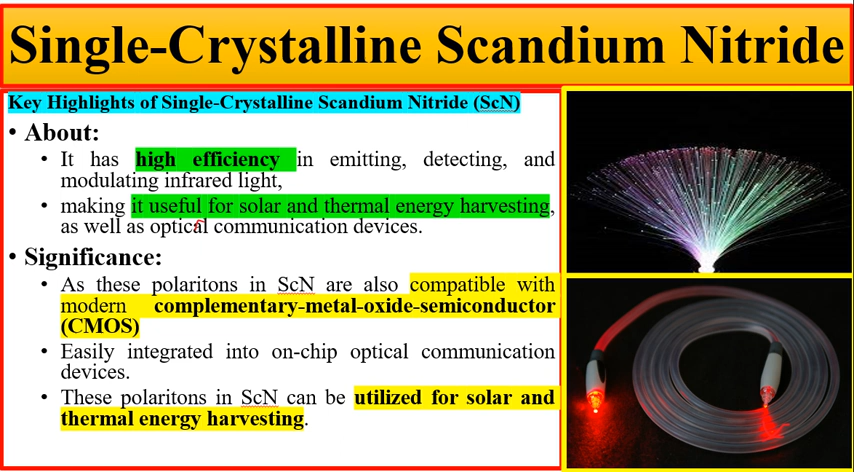 Single-Crystalline Scandium Nitride
Key Highlights of Single-Crystalline Scandium Nitride (ScN)
• About:
• It has high efficiency in emitting, detecting, and
modulating infrared light,
• making it useful for solar and thermal energy harvesting,
as well as optical communication devices.
• Significance:
• As these polaritons in ScN are also compatible with
modern complementary-metal-oxide-semiconductor
(CMOS)
• Easily integrated into on-chip optical communication
devices.
• These polaritons in ScN can be utilized for solar and
thermal energy harvesting.